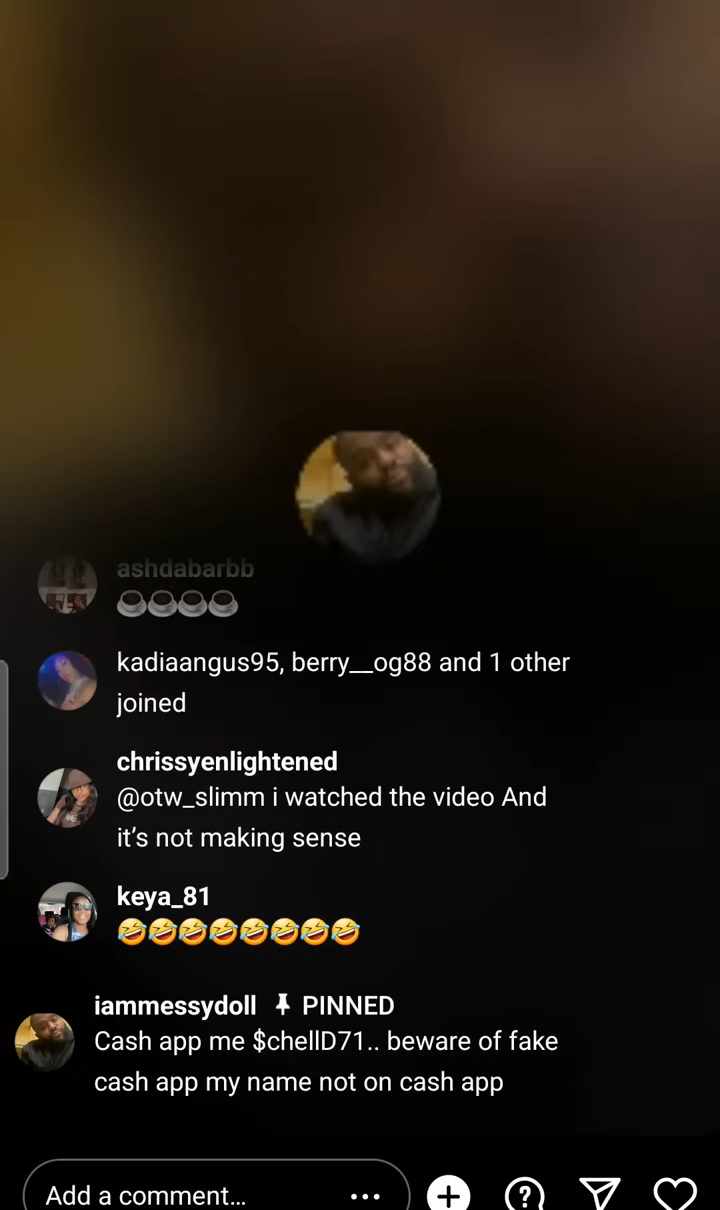 ashdabarbb
☕☕☕☕
kadiaangus95, berry__og88 and 1 other
joined
chrissyenlightened
@otw_slimm i watched the video And
it's not making sense
keya_81
🤣🤣🤣🤣🤣🤣🤣🤣
iammessydoll 📌 PINNED
Cash app me $chellD71.. beware of fake
cash app my name not on cash app
Add a comment...